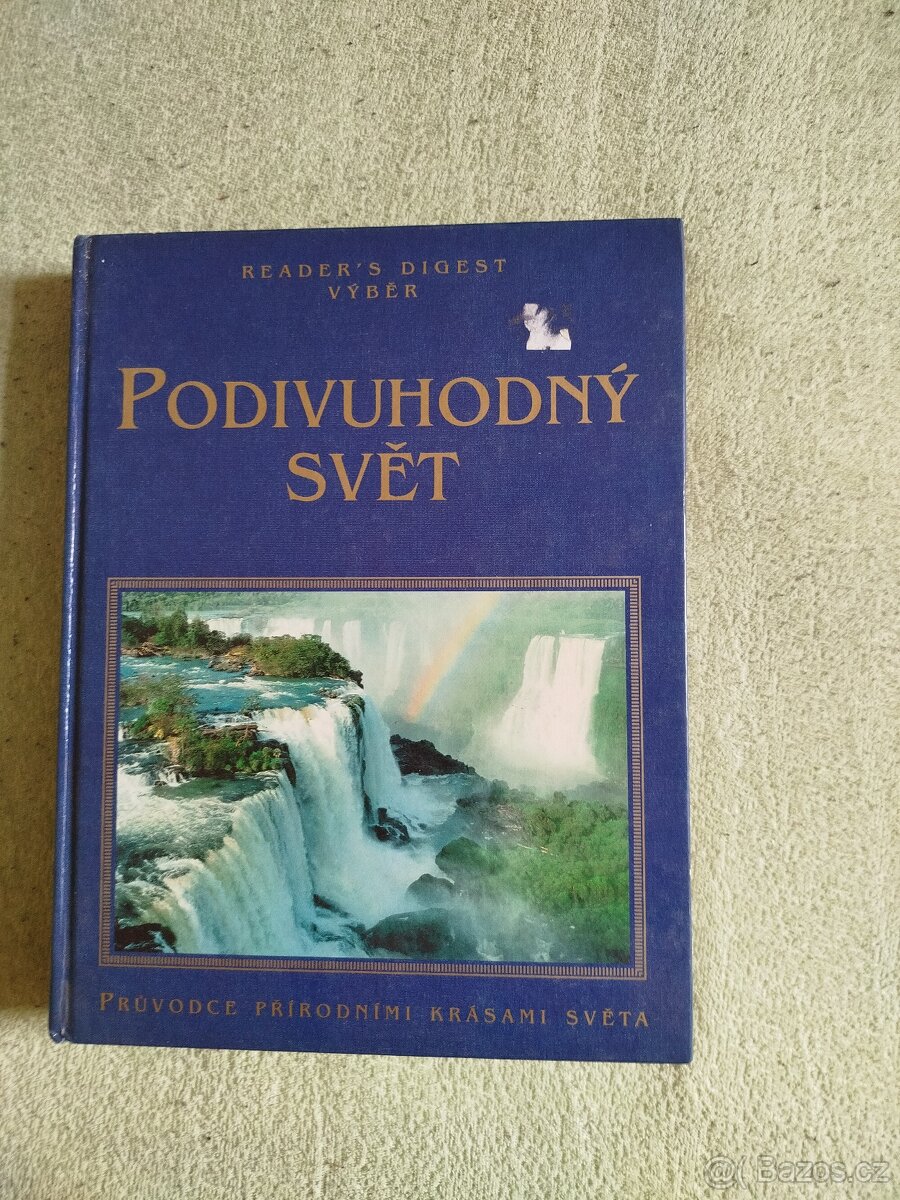 READER'S DIGEST
VÝBĚR
PODIVUHODNÝ
SVĚT
PRŮVODCE PŘÍRODNÍMI KRÁSAMI SVĚTA
@ Bazos.cz